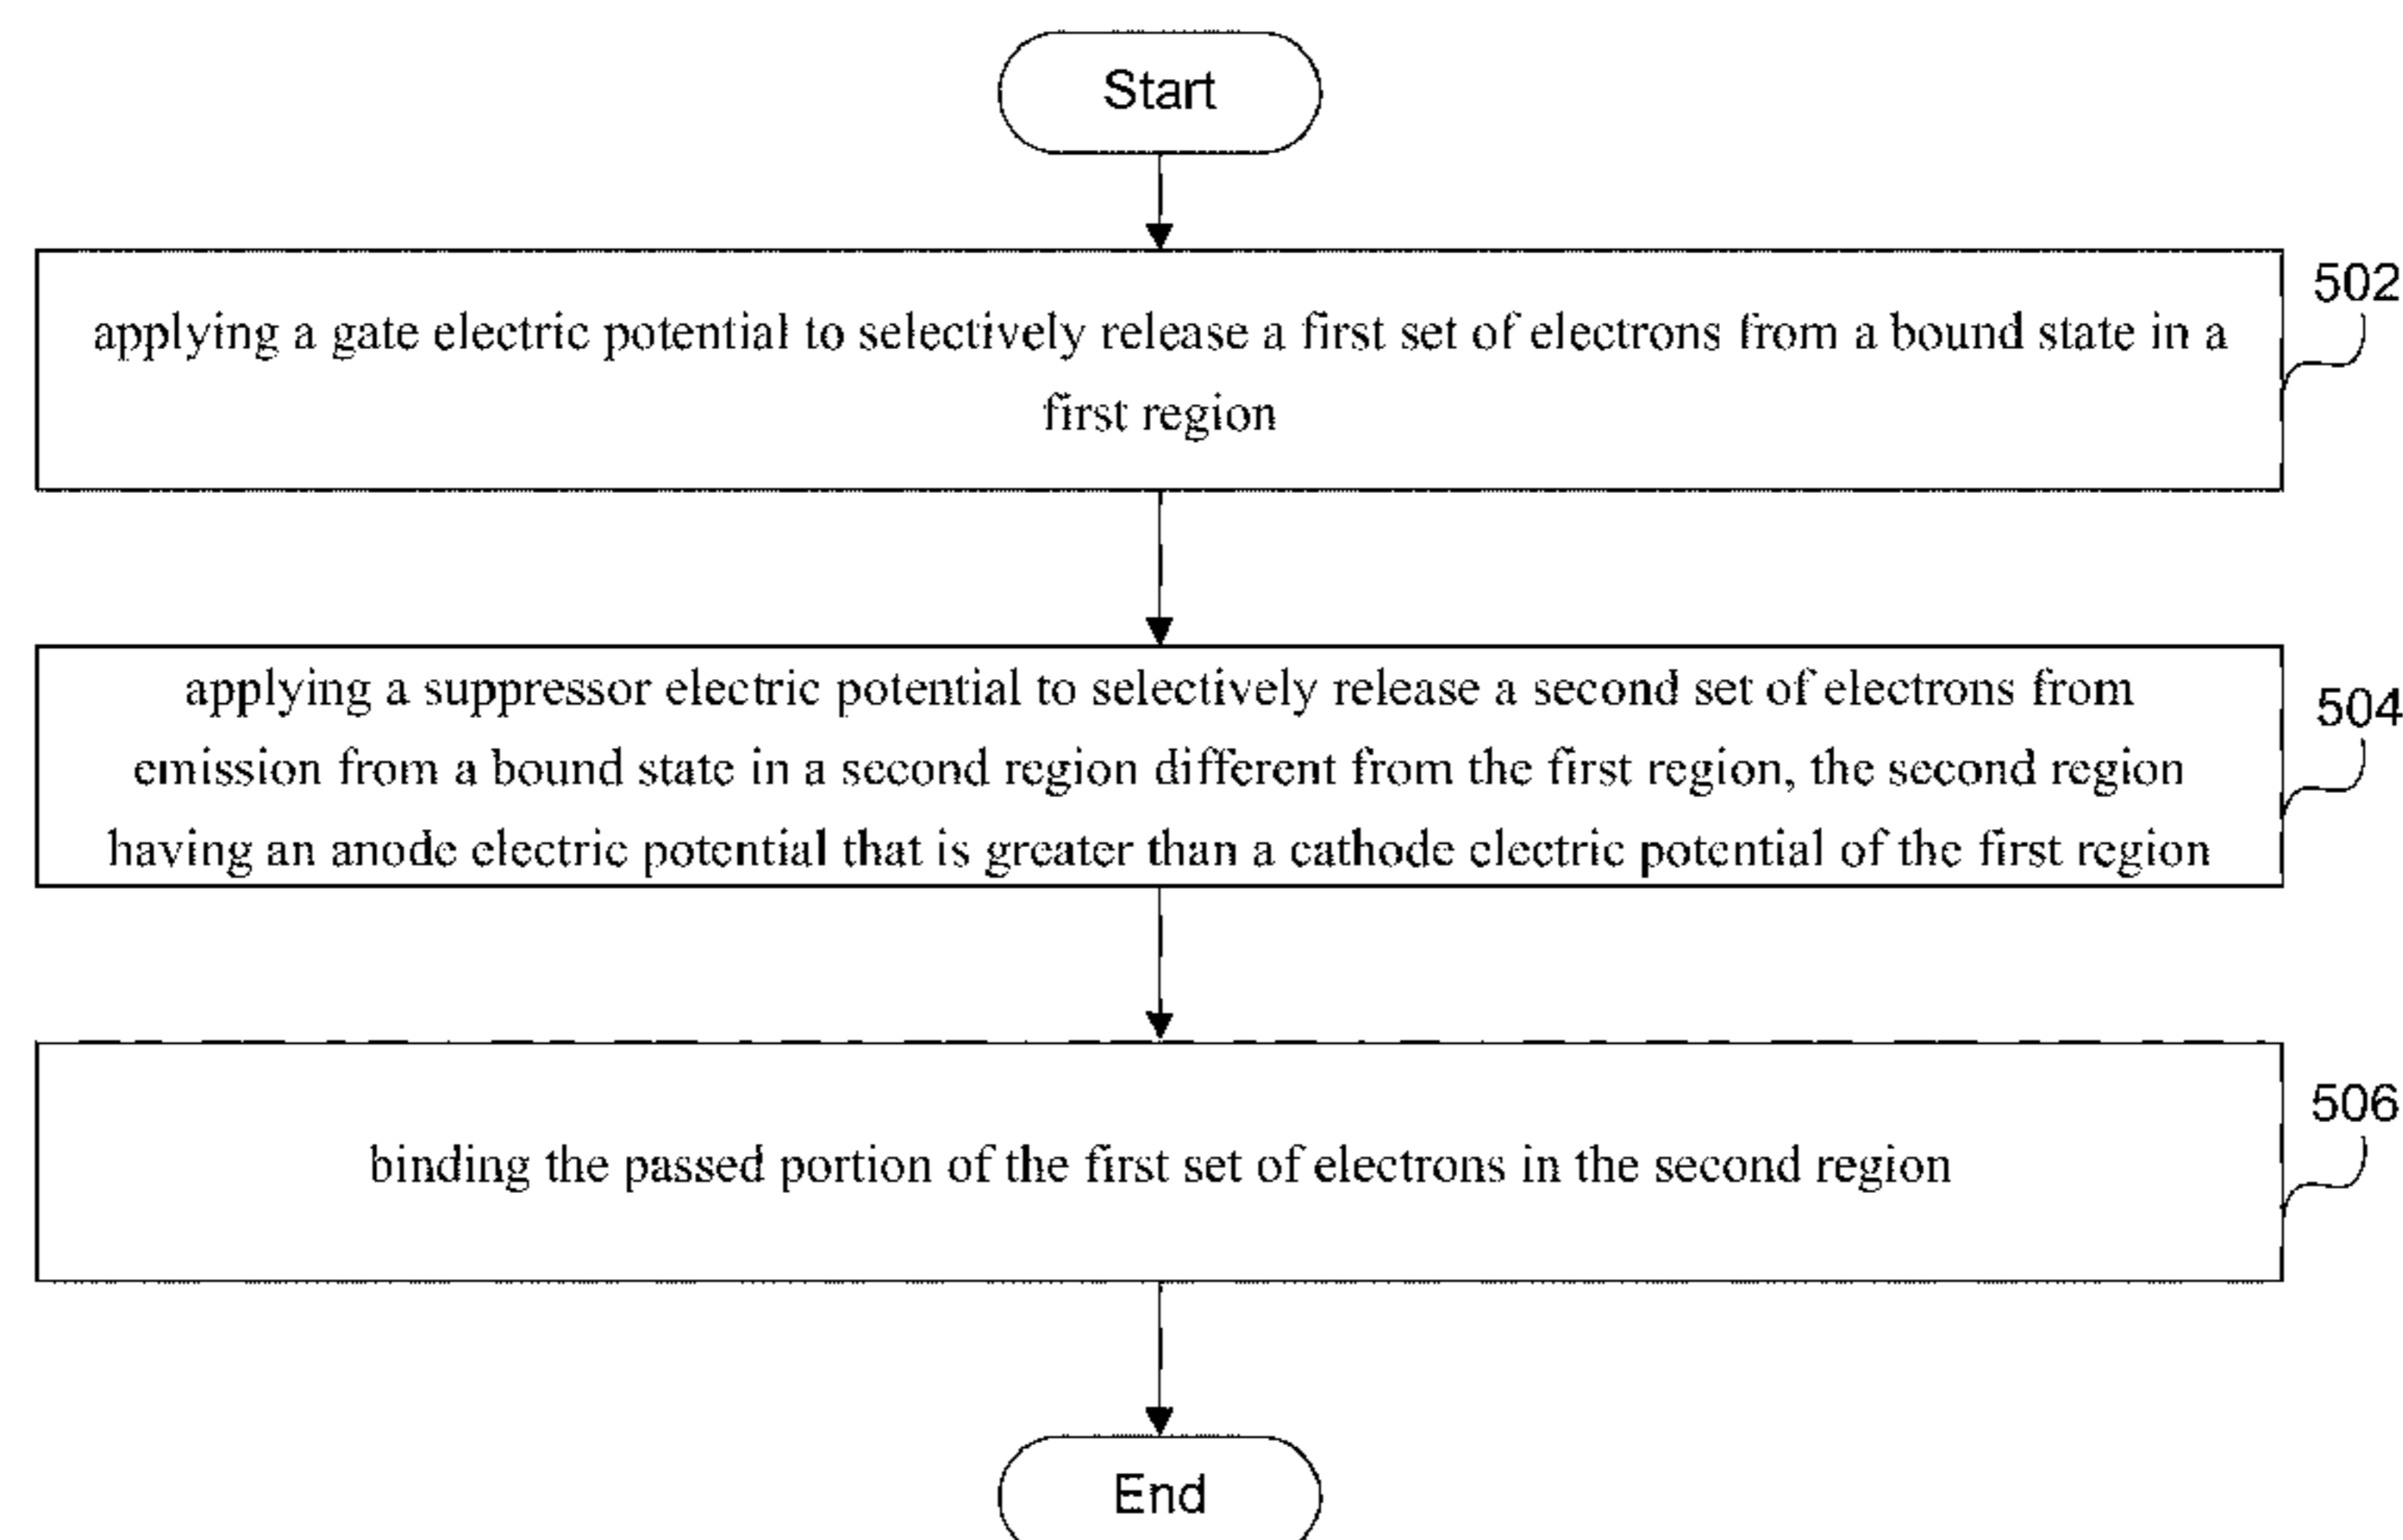 Start
applying a gate electric potential to selectively release a first set of electrons from a bound state in a
first region
502
applying a suppressor electric potential to selectively release a second set of electrons from
emission from a bound state in a second region different from the first region, the second region
having an anode electric potential that is greater than a cathode electric potential of the first region
504
binding the passed portion of the first set of electrons in the second region
506
End